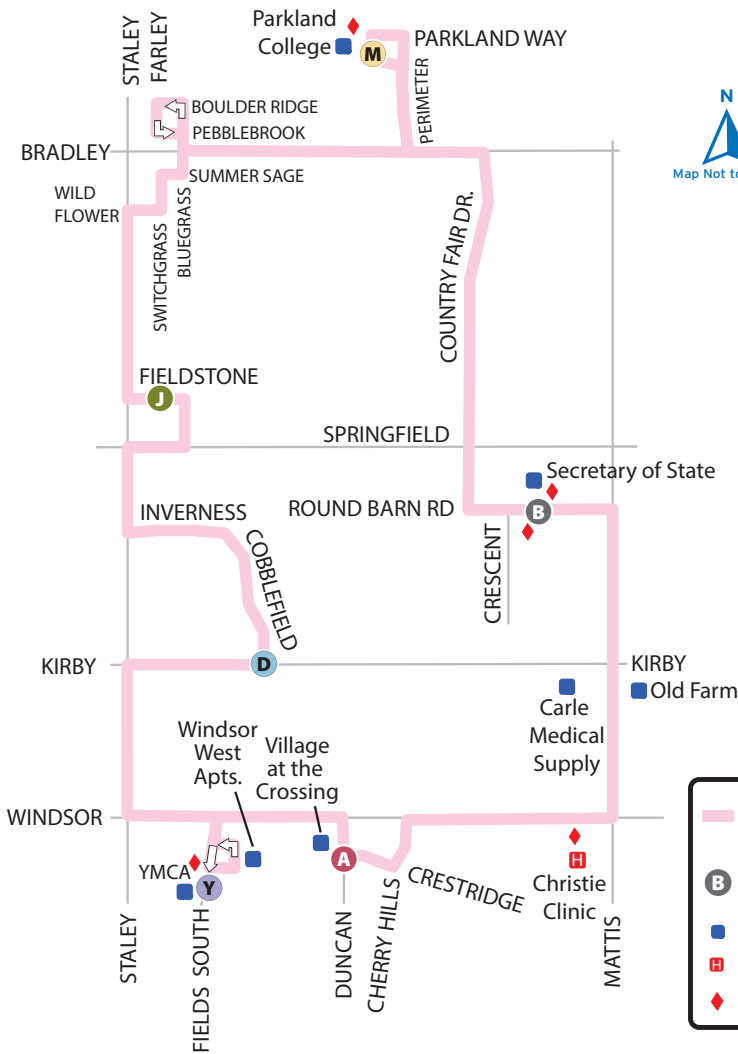 Parkland
College
M
PARKLAND WAY
STALEY
FARLEY
PERIMETER
BOULDER RIDGE
PEBBLEBROOK
N
Map Not to
BRADLEY
SUMMER SAGE
WILD
FLOWER
SWITCHGRASS
BLUEGRASS
COUNTRY FAIR DR.
FIELDSTONE
J
SPRINGFIELD
Secretary of State
INVERNESS
ROUND BARN RD
B
COBBLEFIELD
CRESCENT
KIRBY
D
KIRBY
Old Farm
Carle
Medical
Supply
Windsor
West
Apts.
Village
at the
Crossing
WINDSOR
YMCA
Y
A
H
Christie
Clinic
CRESTRIDGE
STALEY
FIELDS SOUTH
DUNCAN
CHERRY HILLS
MATTIS
B
H